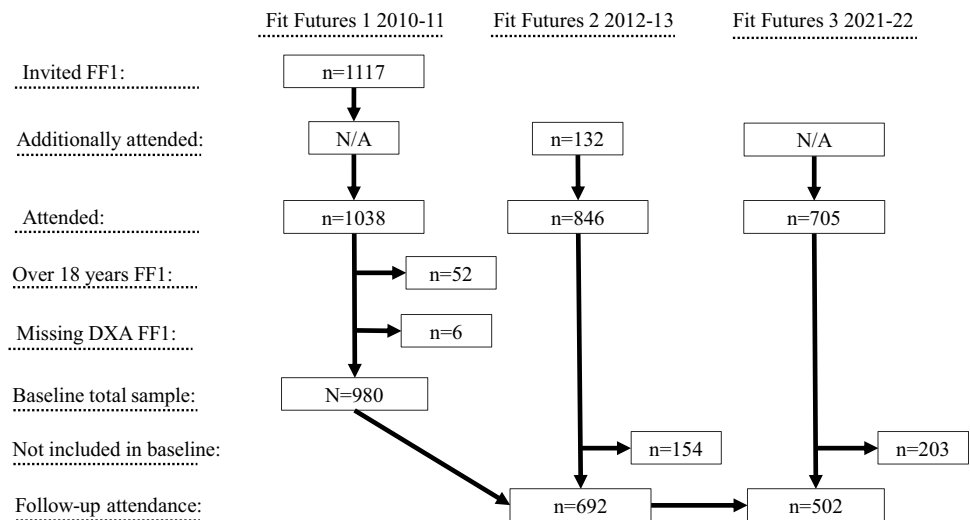 Fit Futures 1 2010-11 Fit Futures 2 2012-13 Fit Futures 3 2021-22
Invited FF1: n=1117
Additionally attended: N/A n=132 N/A
Attended: n=1038 n=846 n=705
Over 18 years FF1: n=52
Missing DXA FF1: n=6
Baseline total sample: N=980
Not included in baseline: n=154 n=203
Follow-up attendance: n=692 n=502